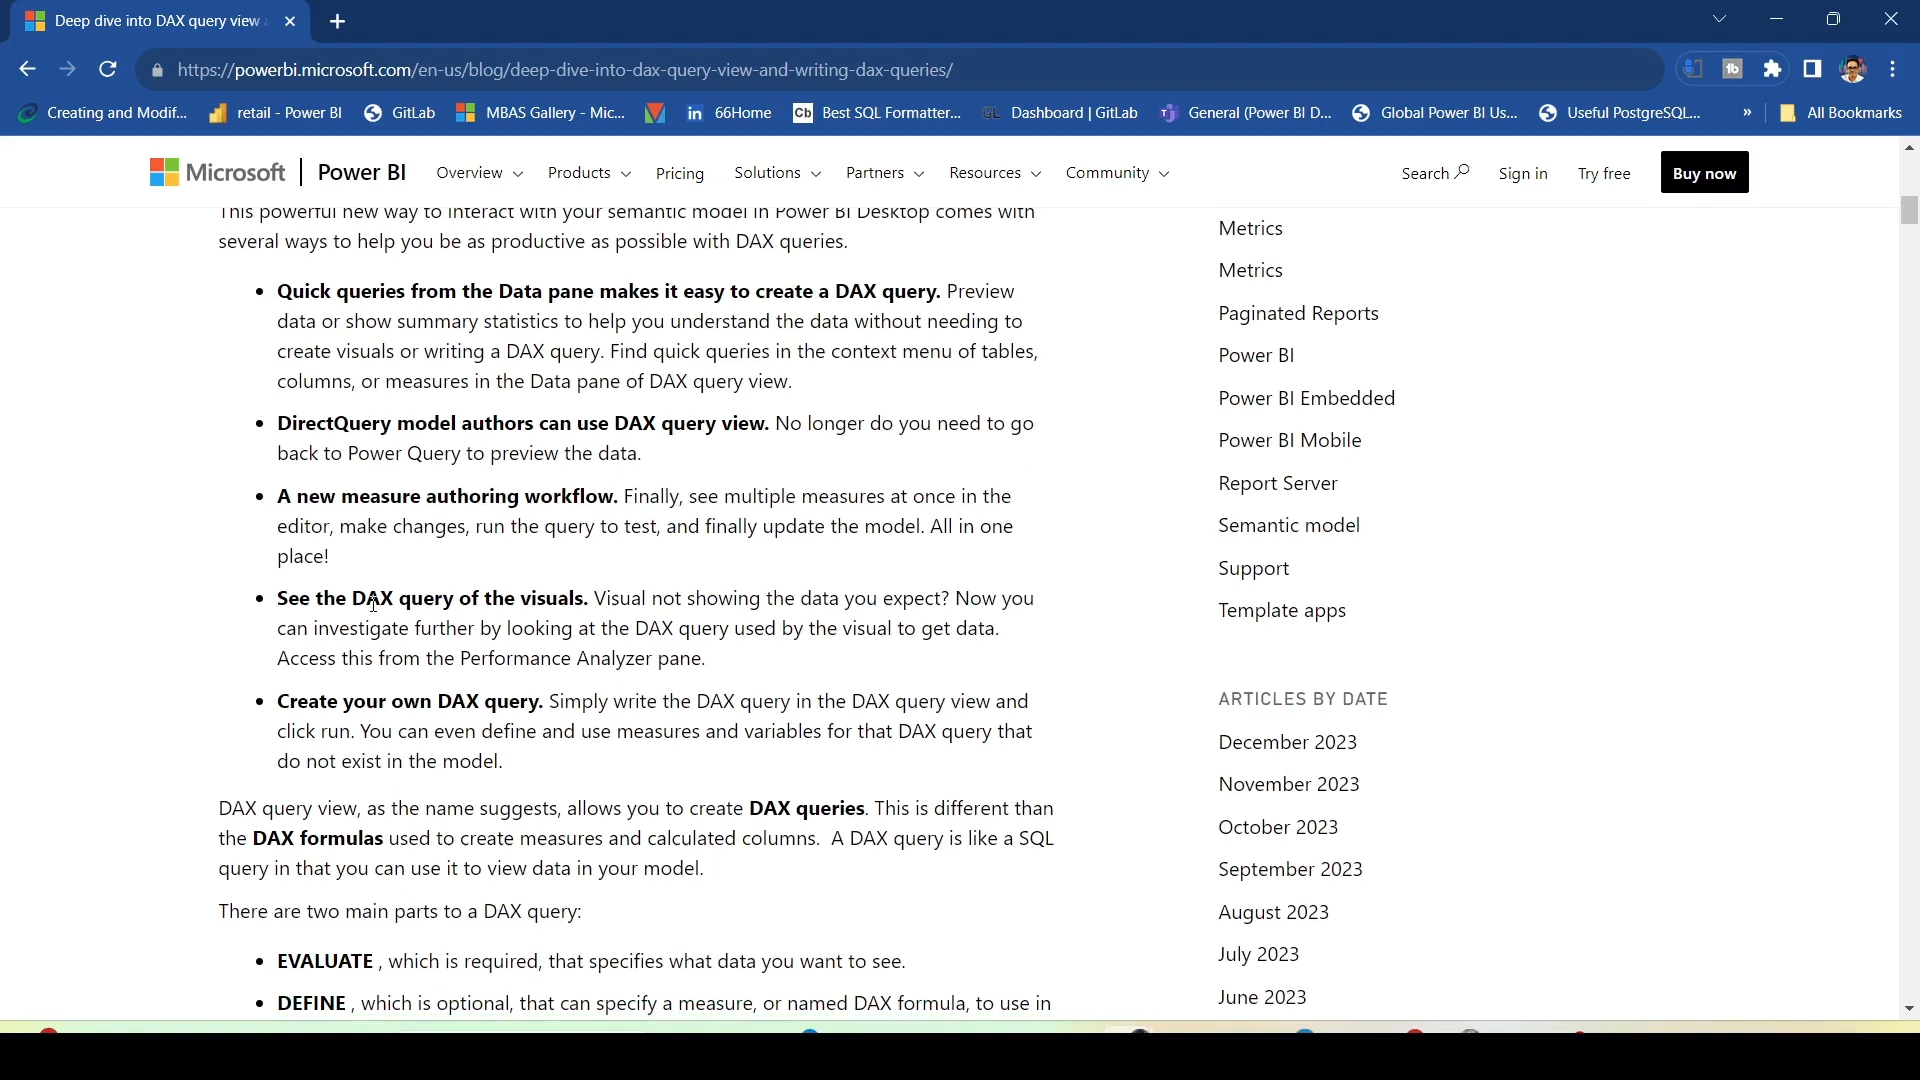 Deep dive into DAX query view
https://powerbi.microsoft.com/en-us/blog/deep-dive-into-dax-query-view-and-writing-dax-queries/
Creating and Modif... retail - Power BI GitLab MBAS Gallery - Mic... 66Home Cb Best SQL Formatter... GL Dashboard | GitLab General (Power BI D... Global Power BI Us... Useful PostgreSQL... » All Bookmarks
Microsoft Power BI Overview Products Pricing Solutions Partners Resources Community Search Sign in Try free Buy now
This powerful new way to interact with your semantic model in Power BI Desktop comes with
several ways to help you be as productive as possible with DAX queries.
• Quick queries from the Data pane makes it easy to create a DAX query. Preview
data or show summary statistics to help you understand the data without needing to
create visuals or writing a DAX query. Find quick queries in the context menu of tables,
columns, or measures in the Data pane of DAX query view.
• DirectQuery model authors can use DAX query view. No longer do you need to go
back to Power Query to preview the data.
• A new measure authoring workflow. Finally, see multiple measures at once in the
editor, make changes, run the query to test, and finally update the model. All in one
place!
• See the DAX query of the visuals. Visual not showing the data you expect? Now you
can investigate further by looking at the DAX query used by the visual to get data.
Access this from the Performance Analyzer pane.
• Create your own DAX query. Simply write the DAX query in the DAX query view and
click run. You can even define and use measures and variables for that DAX query that
do not exist in the model.
DAX query view, as the name suggests, allows you to create DAX queries. This is different than
the DAX formulas used to create measures and calculated columns. A DAX query is like a SQL
query in that you can use it to view data in your model.
There are two main parts to a DAX query:
• EVALUATE , which is required, that specifies what data you want to see.
• DEFINE , which is optional, that can specify a measure, or named DAX formula, to use in
Metrics
Metrics
Paginated Reports
Power BI
Power BI Embedded
Power BI Mobile
Report Server
Semantic model
Support
Template apps
ARTICLES BY DATE
December 2023
November 2023
October 2023
September 2023
August 2023
July 2023
June 2023